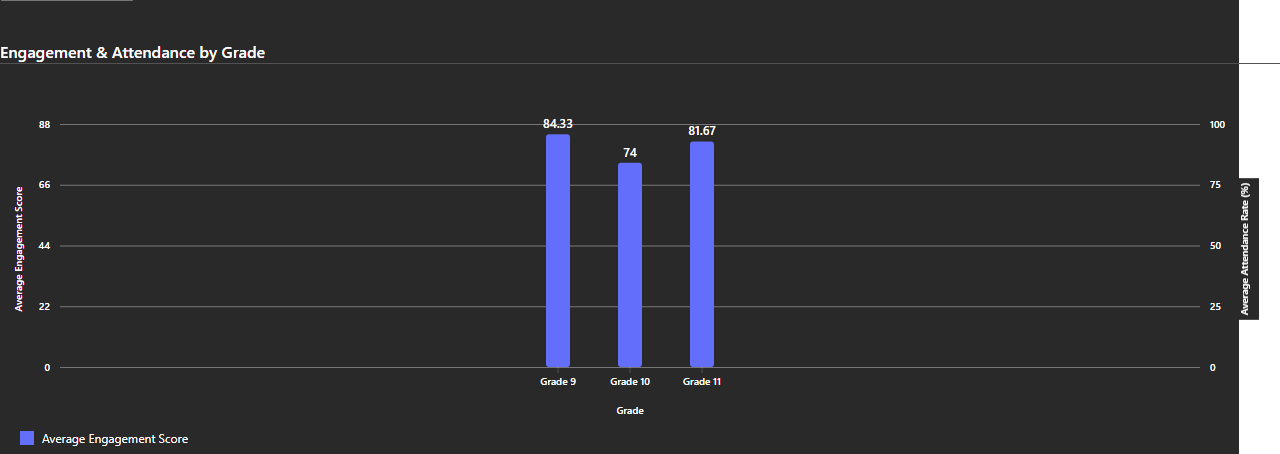 Engagement & Attendance by Grade
84.33
74
81.67
88
66
44
22
0
100
75
50
25
0
Average Engagement Score
Average Attendance Rate (%)
Grade 9 Grade 10 Grade 11
Grade
Average Engagement Score